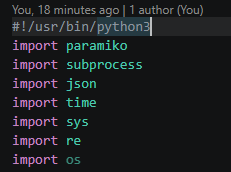 You, 18 minutes ago | 1 author (You)
#!/usr/bin/python3
import paramiko
import subprocess
import json
import time
import sys
import re
import os